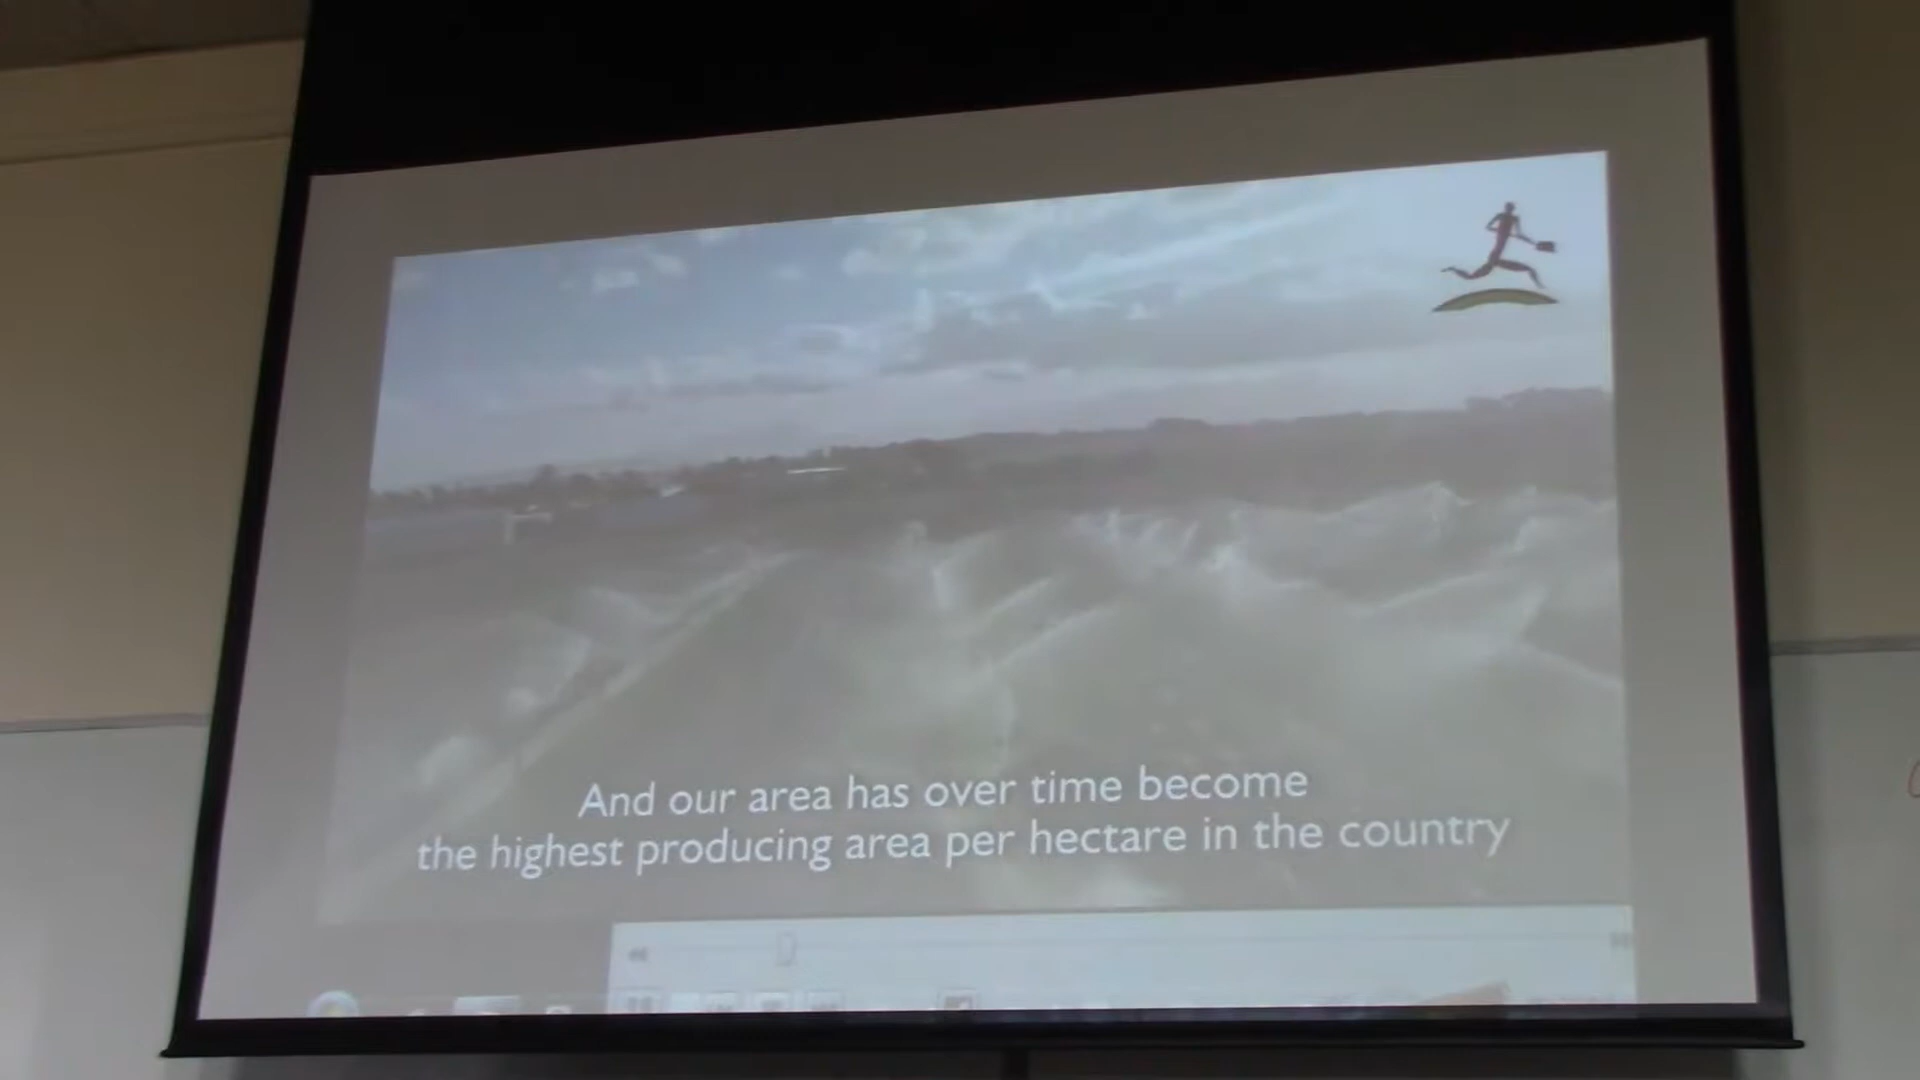 And our area has over time become
the highest producing area per hectare in the country